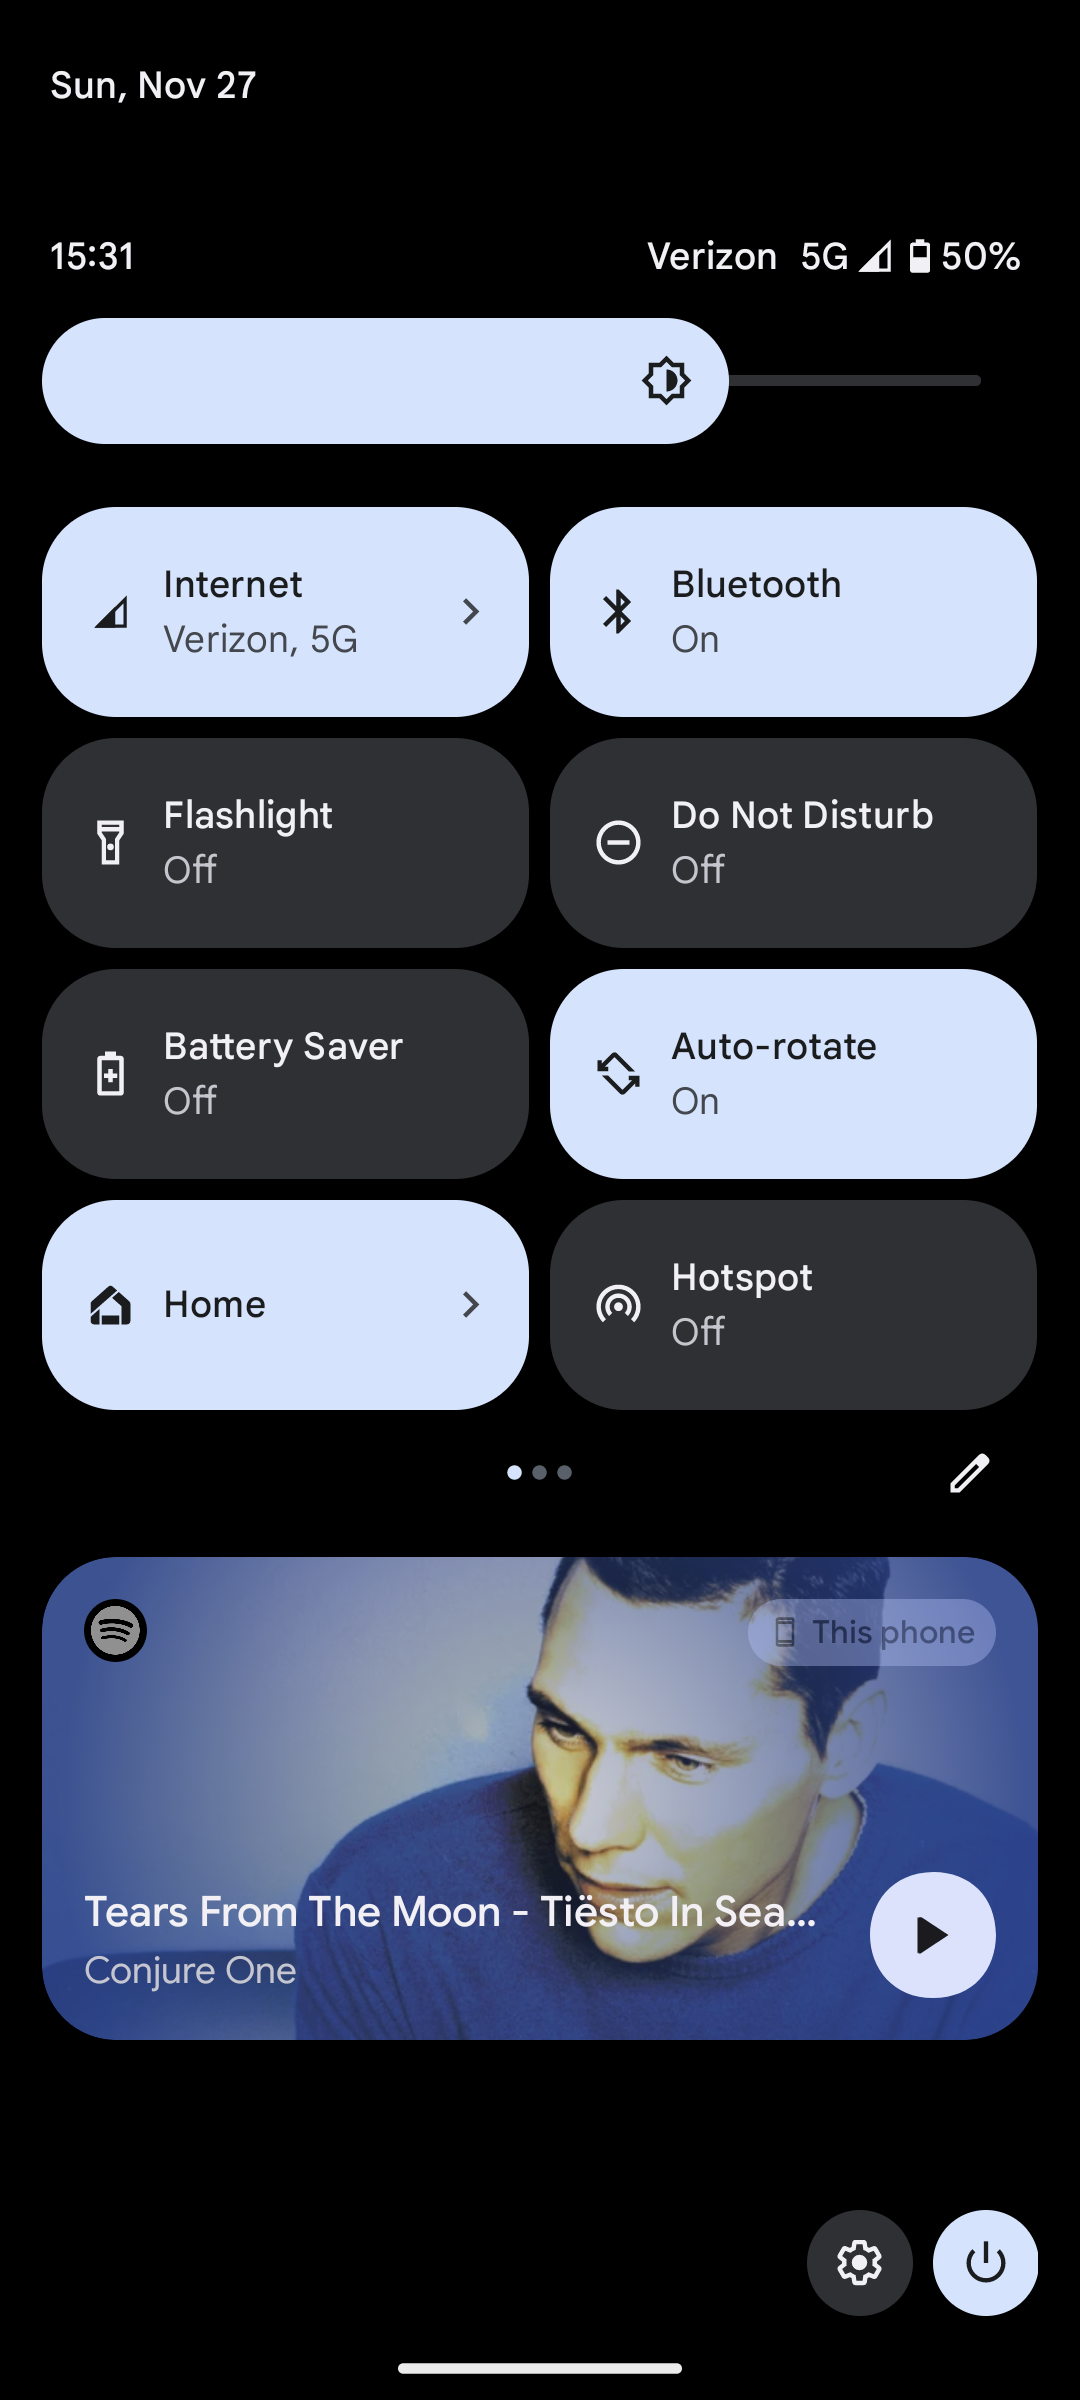 Sun, Nov 27
15:31 Verizon 5G 50%
Internet
Verizon, 5G
Bluetooth
On
Flashlight
Off
Do Not Disturb
Off
Battery Saver
Off
Auto-rotate
On
Home
Hotspot
Off
This phone
Tears From The Moon - Tiësto In Sea...
Conjure One